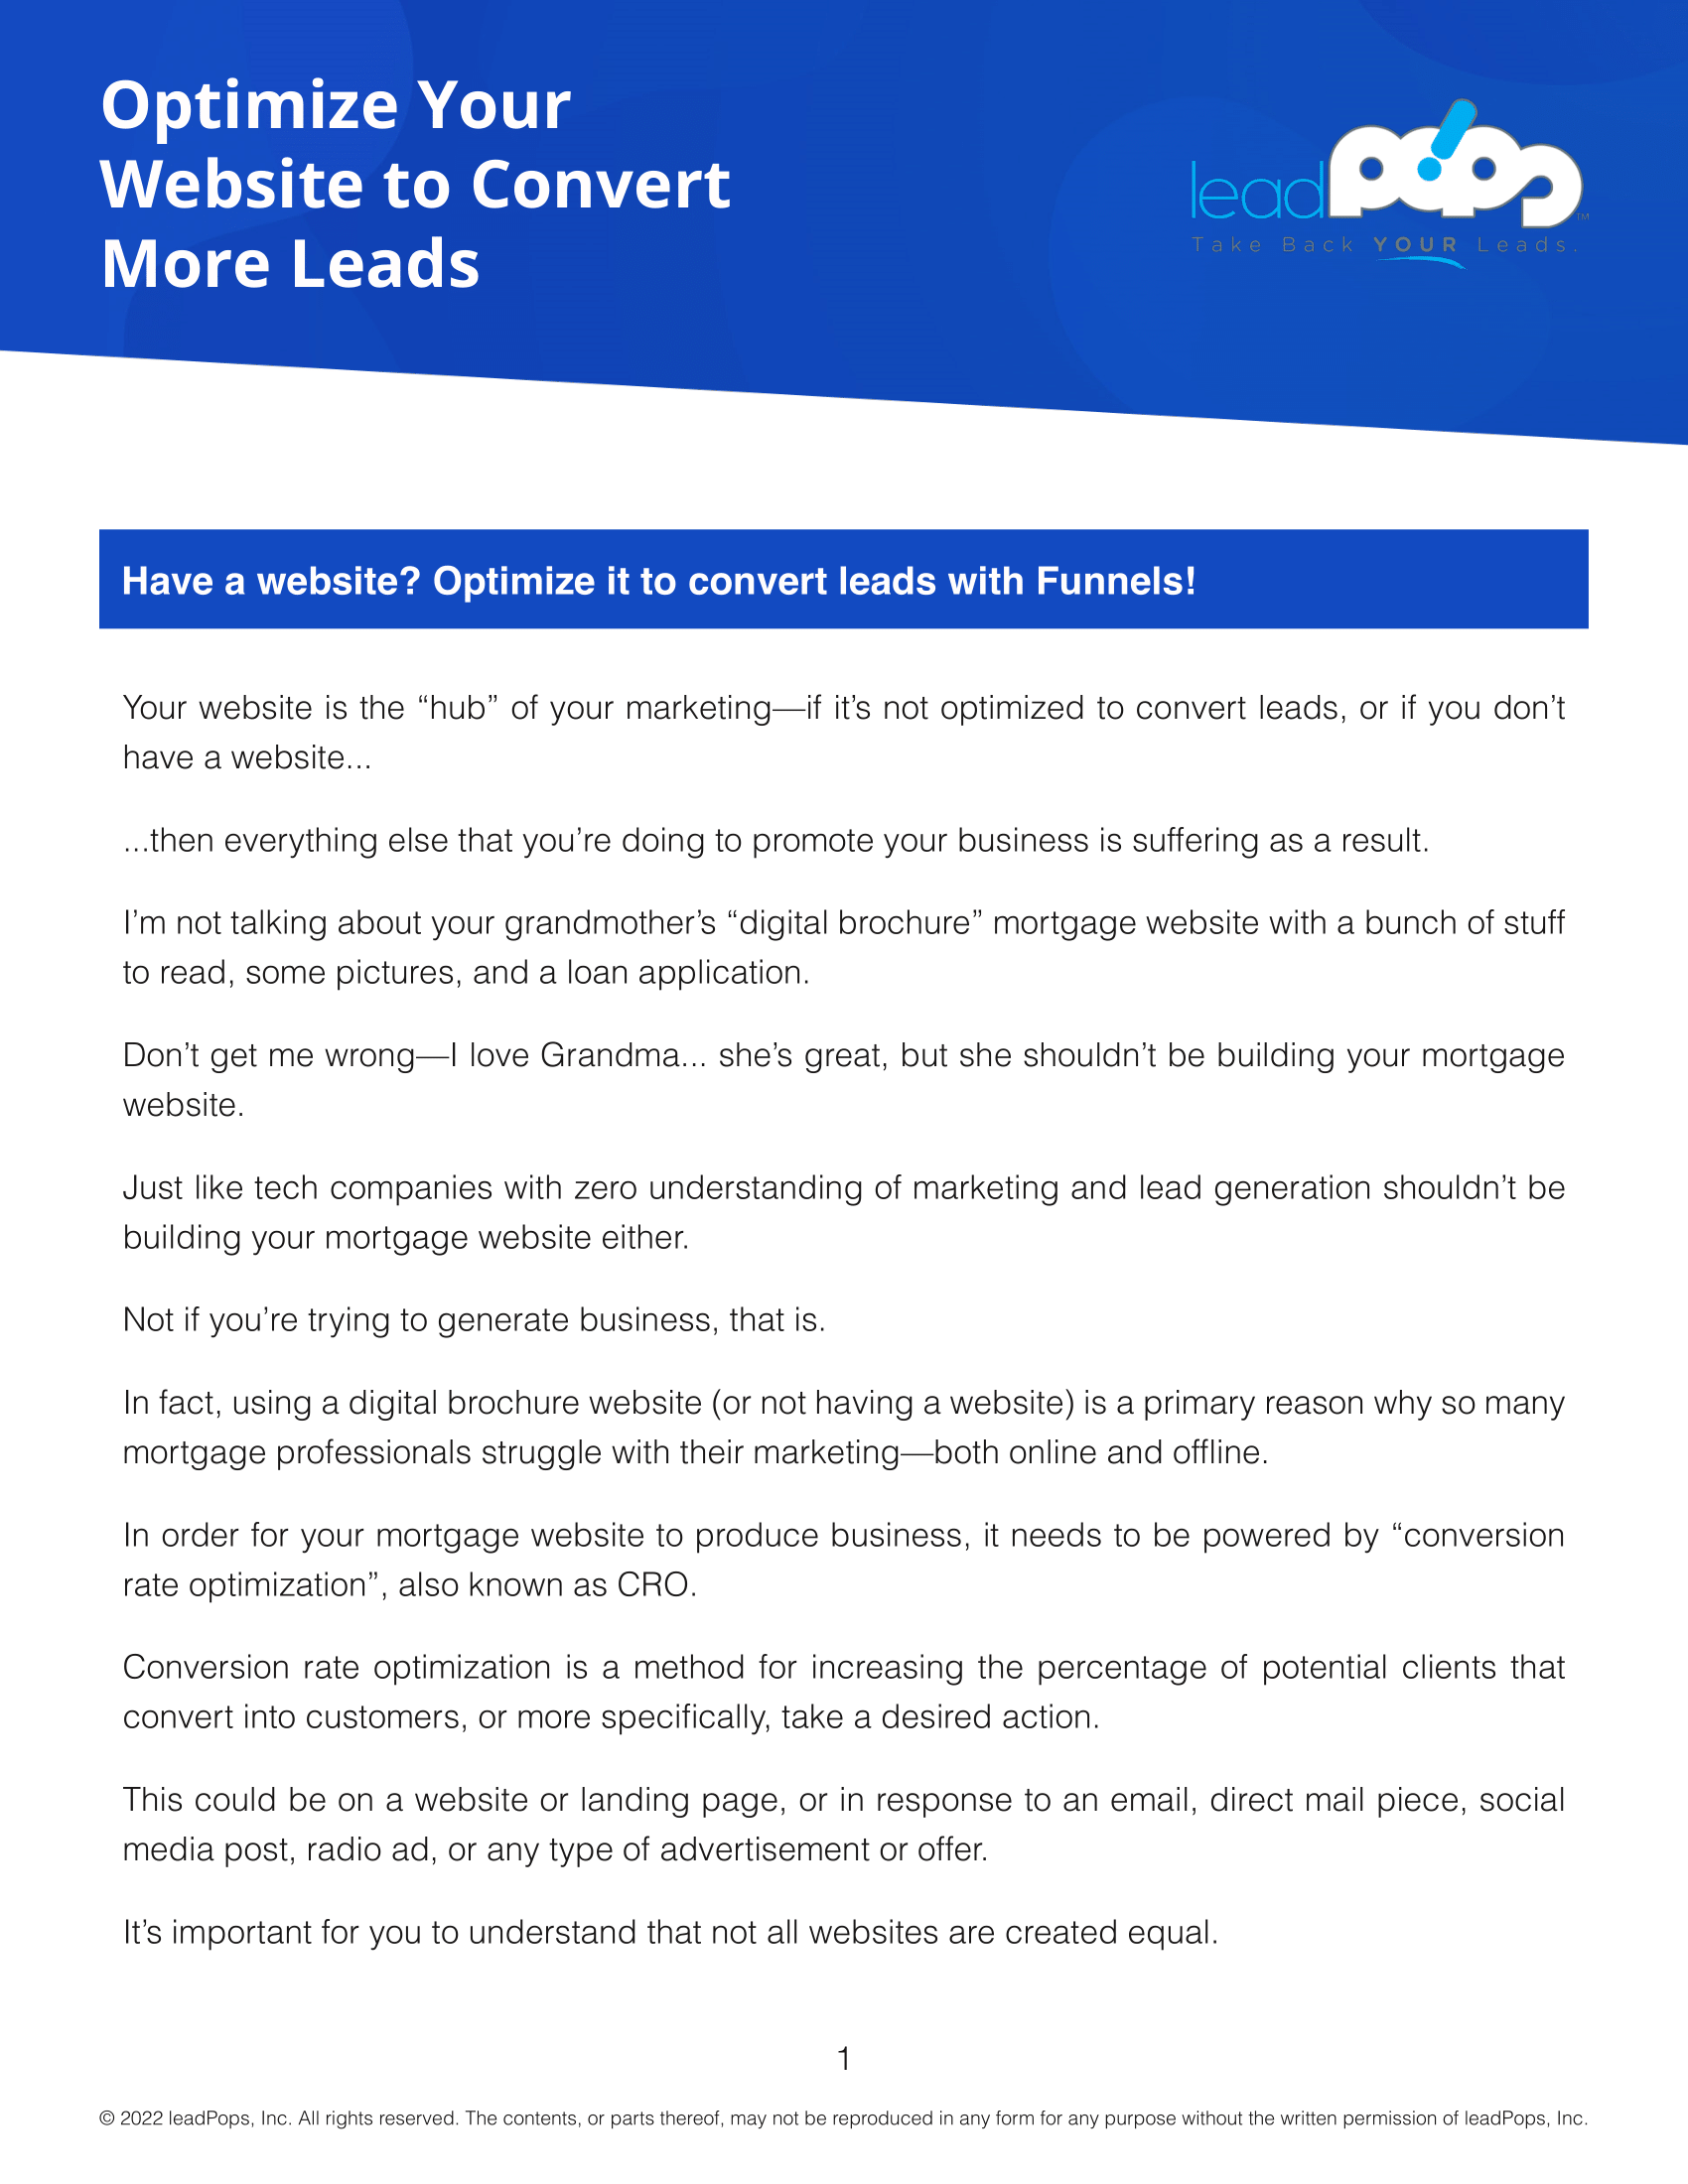 Optimize Your
Website to Convert
More Leads
leadPops™
Take Back YOUR Leads.
Have a website? Optimize it to convert leads with Funnels!
Your website is the “hub” of your marketing—if it’s not optimized to convert leads, or if you don’t
have a website...
...then everything else that you’re doing to promote your business is suffering as a result.
I’m not talking about your grandmother’s “digital brochure” mortgage website with a bunch of stuff
to read, some pictures, and a loan application.
Don’t get me wrong—I love Grandma... she’s great, but she shouldn’t be building your mortgage
website.
Just like tech companies with zero understanding of marketing and lead generation shouldn’t be
building your mortgage website either.
Not if you’re trying to generate business, that is.
In fact, using a digital brochure website (or not having a website) is a primary reason why so many
mortgage professionals struggle with their marketing—both online and offline.
In order for your mortgage website to produce business, it needs to be powered by “conversion
rate optimization”, also known as CRO.
Conversion rate optimization is a method for increasing the percentage of potential clients that
convert into customers, or more specifically, take a desired action.
This could be on a website or landing page, or in response to an email, direct mail piece, social
media post, radio ad, or any type of advertisement or offer.
It’s important for you to understand that not all websites are created equal.
1
© 2022 leadPops, Inc. All rights reserved. The contents, or parts thereof, may not be reproduced in any form for any purpose without the written permission of leadPops, Inc.